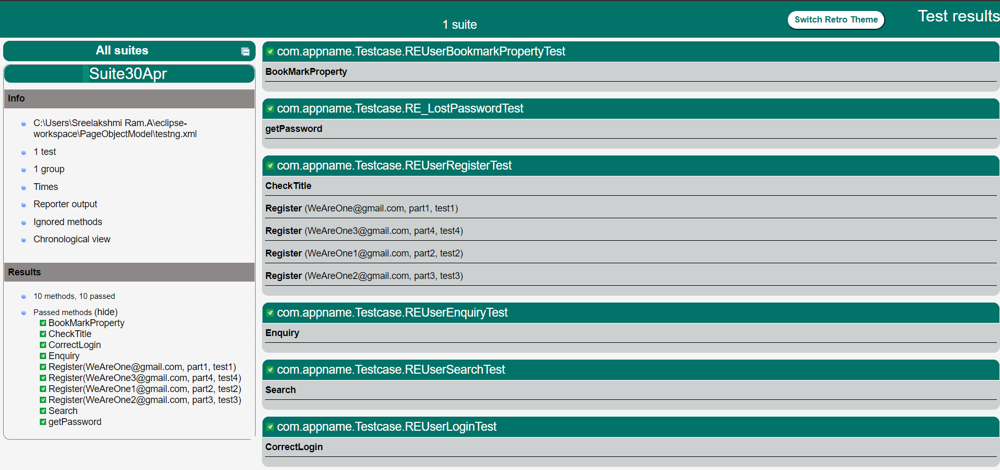 1 suite
Switch Retro Theme
Test results
All suites
Suite30Apr
Info
C:\Users\Sreelakshmi Ram.A\eclipse-
workspace\PageObjectModel\testng.xml
1 test
1 group
Times
Reporter output
Ignored methods
Chronological view
Results
10 methods, 10 passed
Passed methods (hide)
BookMarkProperty
CheckTitle
CorrectLogin
Enquiry
Register(WeAreOne@gmail.com, part1, test1)
Register(WeAreOne3@gmail.com, part4, test4)
Register(WeAreOne1@gmail.com, part2, test2)
Register(WeAreOne2@gmail.com, part3, test3)
Search
getPassword
com.appname.Testcase.REUserBookmarkPropertyTest
BookMarkProperty
com.appname.Testcase.RE_LostPasswordTest
getPassword
com.appname.Testcase.REUserRegisterTest
CheckTitle
Register (WeAreOne@gmail.com, part1, test1)
Register (WeAreOne3@gmail.com, part4, test4)
Register (WeAreOne1@gmail.com, part2, test2)
Register (WeAreOne2@gmail.com, part3, test3)
com.appname.Testcase.REUserEnquiryTest
Enquiry
com.appname.Testcase.REUserSearchTest
Search
com.appname.Testcase.REUserLoginTest
CorrectLogin